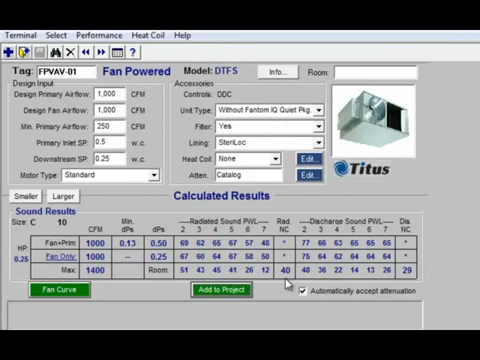 Terminal Select Performance Heat Coil Help
Tag: FPVAV-01 Fan Powered Model: DTFS Info... Room:
Design Input Accessories
Design Primary Airflow: 1,000 CFM Controls: DDC
Design Fan Airflow: 1,000 CFM Unit Type: Without Fantom IQ Quiet Pkg.
Min. Primary Airflow: 250 CFM Filter: Yes
Primary Inlet SP: 0.5 w.c. Lining: SteriLoc
Downstream SP: 0.25 w.c. Heat Coil: None Edit...
Motor Type: Standard Atten.: Catalog Edit...
Titus
Smaller Larger Calculated Results
Sound Results
Size: C 10 Min. -----Radiated Sound PWL----- Rad. -----Discharge Sound PWL----- Dis.
CFM dPs dPs 2 3 4 5 6 7 NC 2 3 4 5 6 7 NC
HP: 0.25
Fan+Prim: 1000 0.13 0.50 69 62 65 65 57 48 * 77 66 65 63 65 65 *
Fan Only: 1000 -- 0.25 67 60 64 67 58 50 * 75 64 62 64 64 64 *
Max: 1400 Room: 51 43 45 41 26 12 40 48 36 22 14 13 26 29
Fan Curve Add to Project Automatically accept attenuation